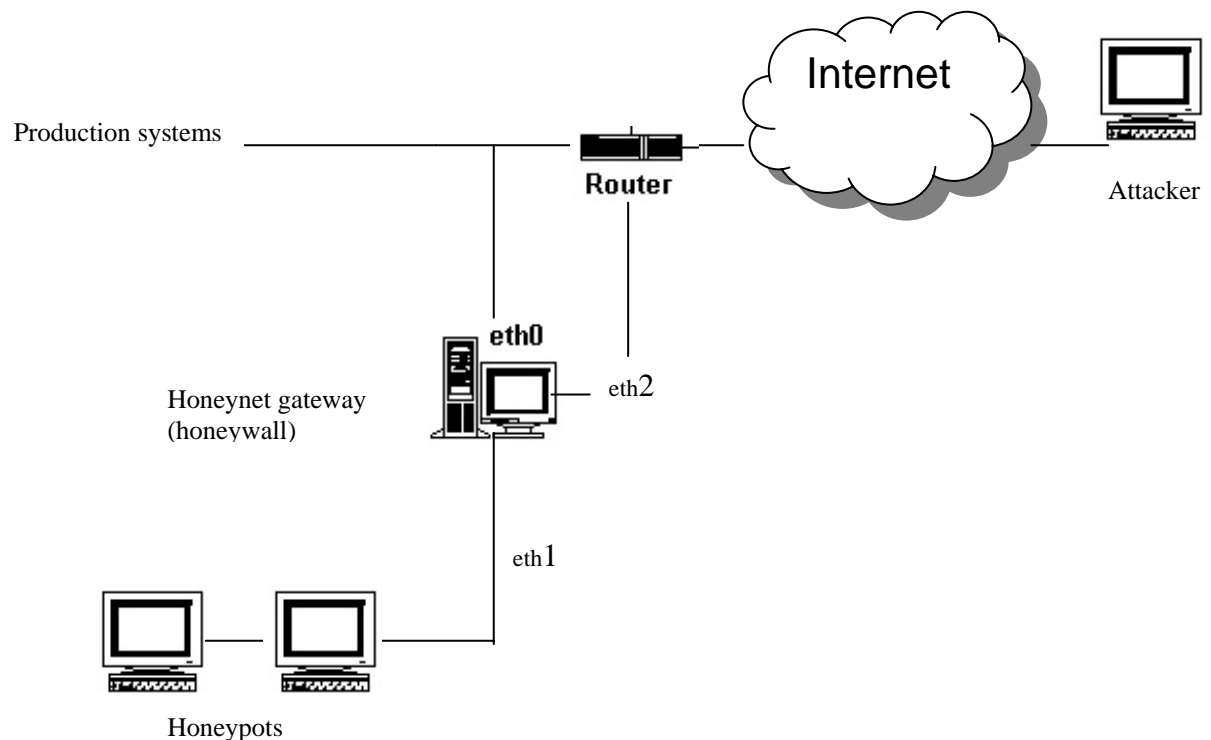 Internet
Production systems
Router
Attacker
eth0
eth2
Honeynet gateway
(honeywall)
eth1
Honeypots